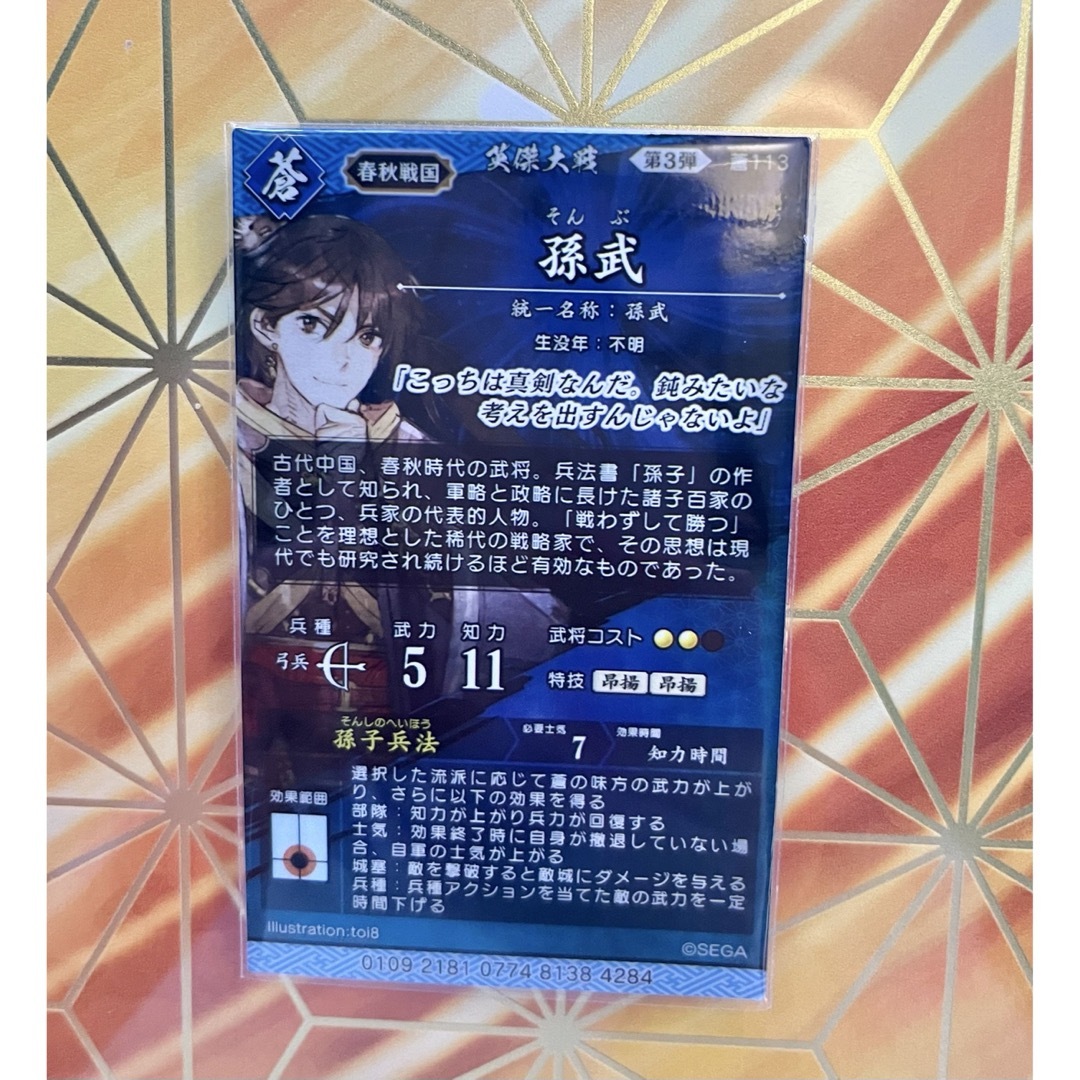 蒼 春秋戦国 英傑大戦 第3弾 蒼113
そん ぶ
孫武
統一名称：孫武
生没年：不明
「こっちは真剣なんだ。鈍みたいな
考えを出すんじゃないよ」
古代中国、春秋時代の武将。兵法書「孫子」の作
者として知られ、軍略と政略に長けた諸子百家の
ひとつ、兵家の代表的人物。「戦わずして勝つ」
ことを理想とした稀代の戦略家で、その思想は現
代でも研究され続けるほど有効なものであった。
兵種 武力 知力 武将コスト
弓兵 5 11
特技 昂揚 昂揚
そんしのへいほう
孫子兵法
必要士気 7 効果時間 知力時間
効果範囲
選択した流派に応じて蒼の味方の武力が上が
り、さらに以下の効果を得る
部隊：知力が上がり兵力が回復する
士気：効果終了時に自身が撤退していない場
合、自軍の士気が上がる
城塞：敵を撃破すると敵城にダメージを与える
兵種：兵種アクションを当てた敵の武力を一定
時間下げる
Illustration:toi8
©SEGA
0109 2181 0774 8138 4284